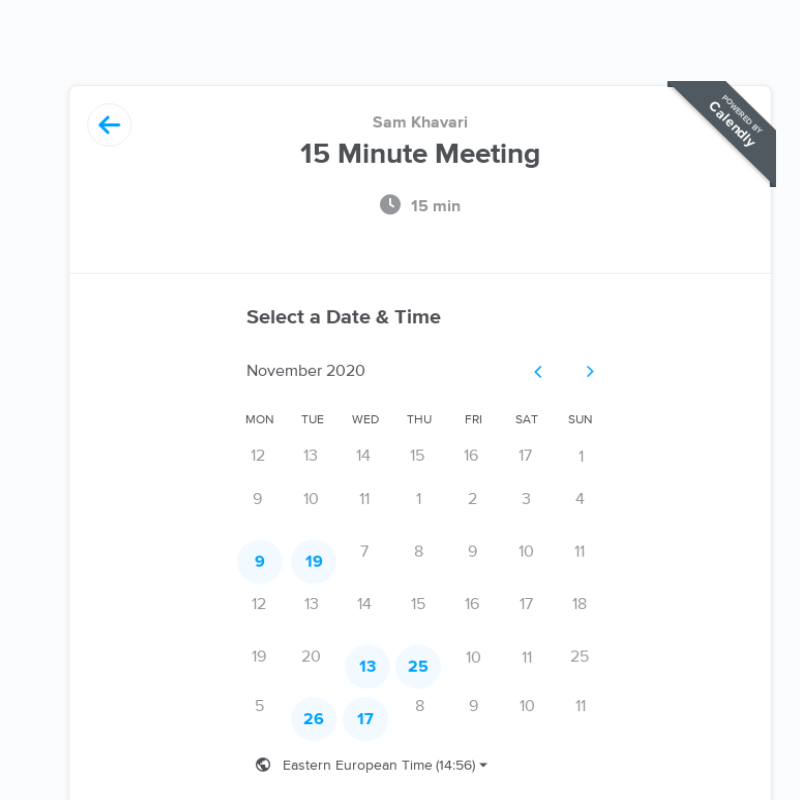 POWERED BY
Calendly
Sam Khavari
15 Minute Meeting
15 min
Select a Date & Time
November 2020
MON TUE WED THU FRI SAT SUN
12 13 14 15 16 17 1
9 10 11 1 2 3 4
9 19 7 8 9 10 11
12 13 14 15 16 17 18
19 20 13 25 10 11 25
5 26 17 8 9 10 11
Eastern European Time (14:56)